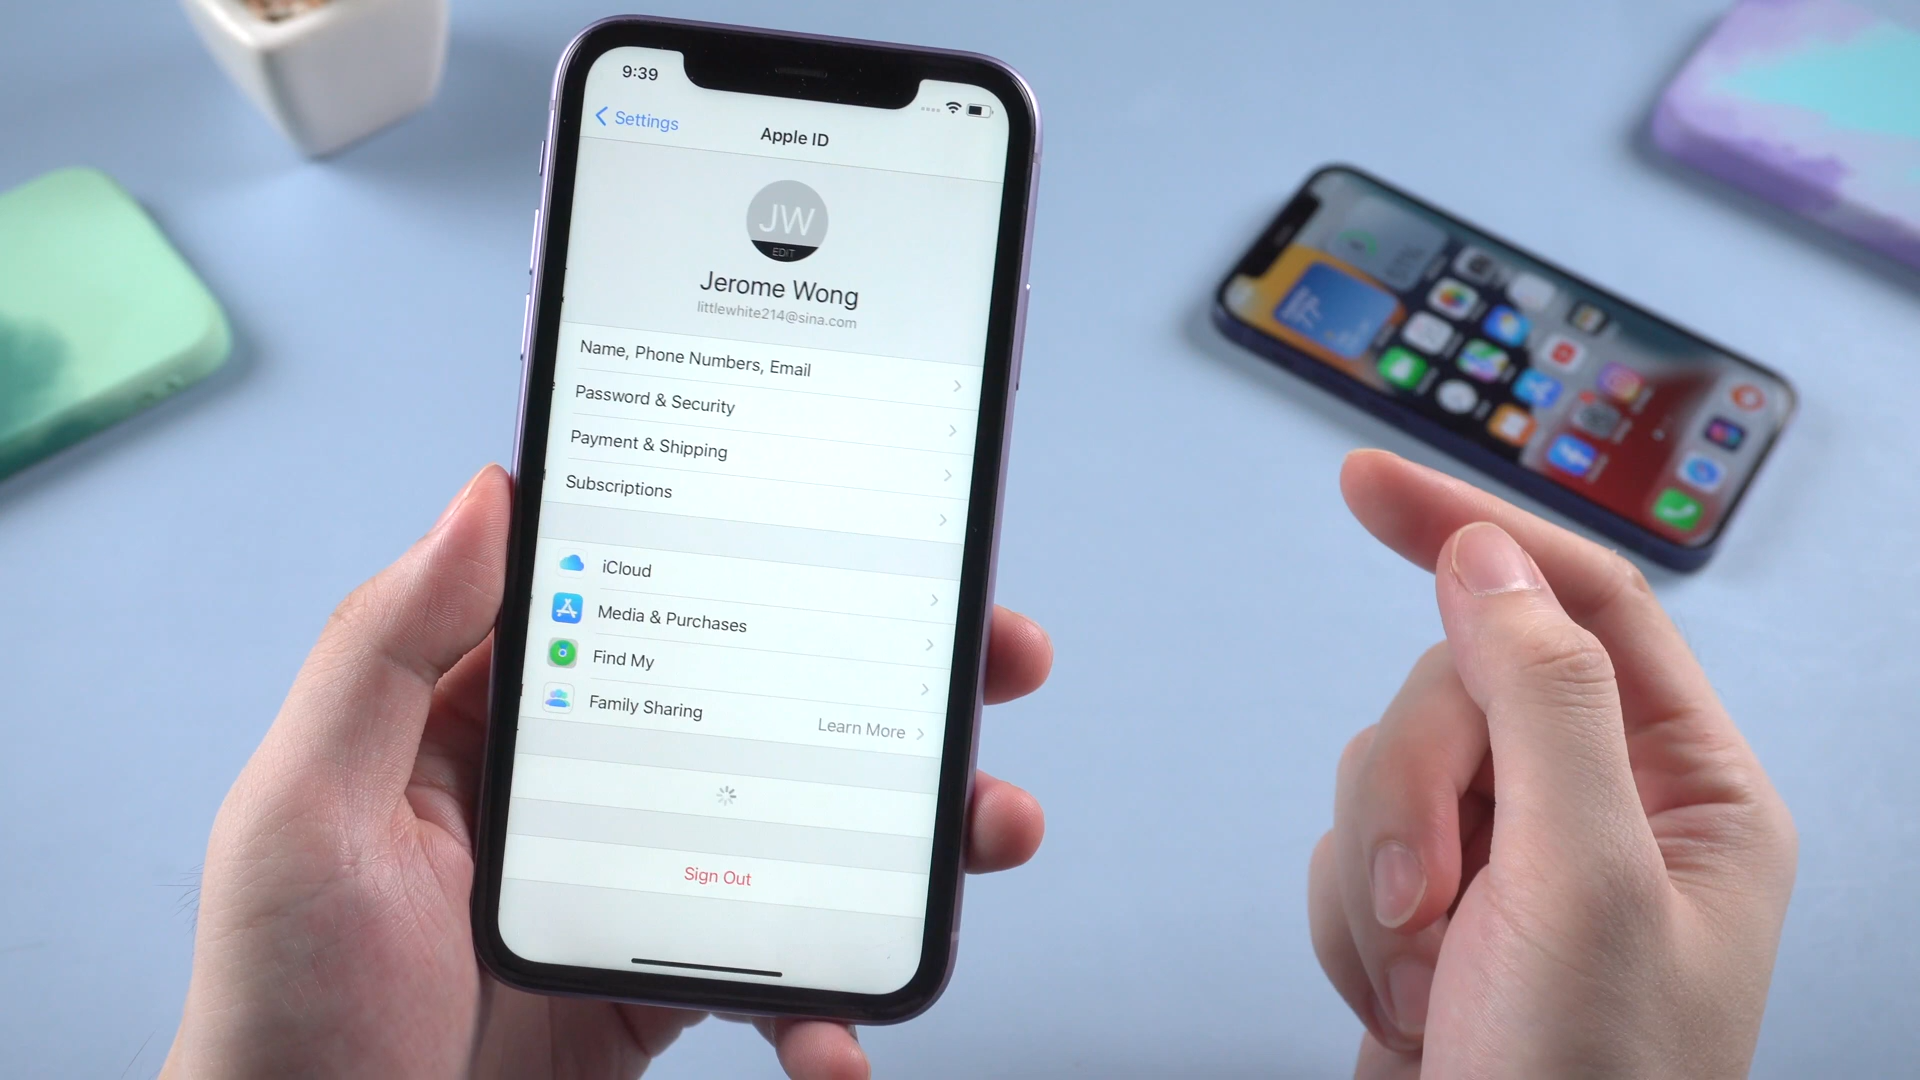 9:39
Settings
Apple ID
JW
EDIT
Jerome Wong
littlewhite214@sina.com
Name, Phone Numbers, Email
Password & Security
Payment & Shipping
Subscriptions
iCloud
Media & Purchases
Find My
Family Sharing
Learn More
Sign Out